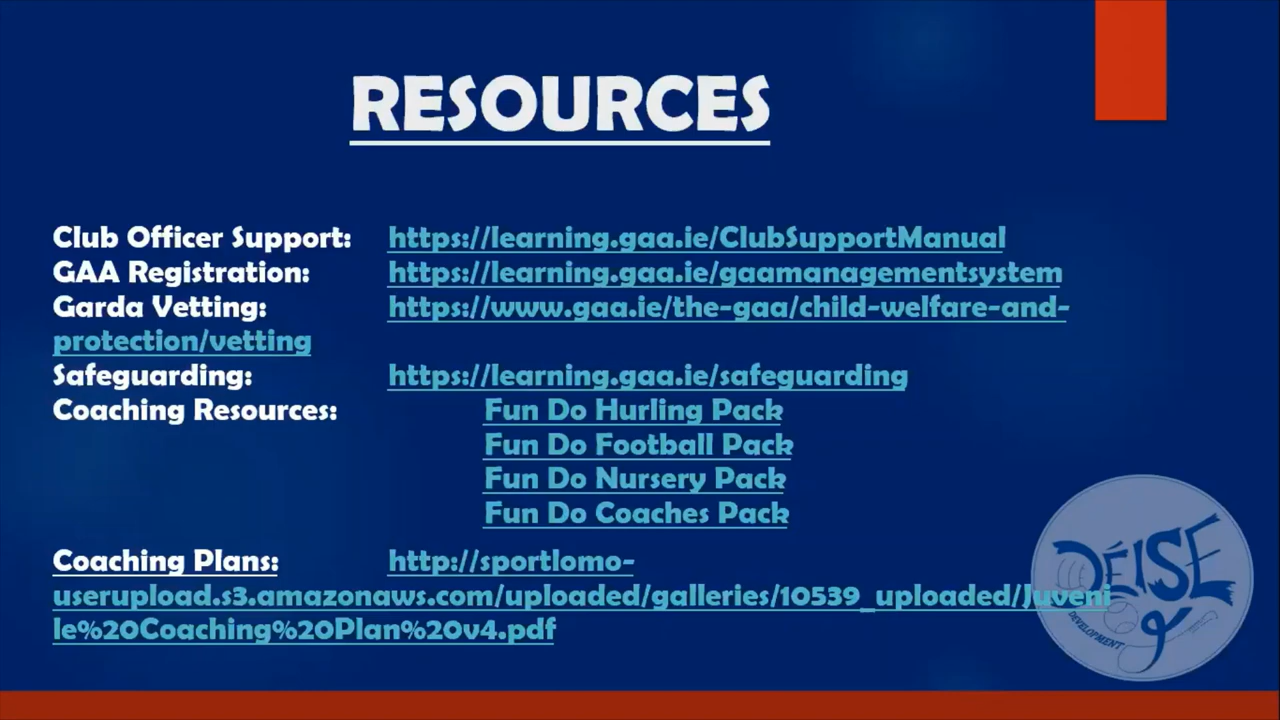 RESOURCES
Club Officer Support: https://learning.gaa.ie/ClubSupportManual
GAA Registration: https://learning.gaa.ie/gaamanagementsystem
Garda Vetting: https://www.gaa.ie/the-gaa/child-welfare-and-
protection/vetting
Safeguarding: https://learning.gaa.ie/safeguarding
Coaching Resources: Fun Do Hurling Pack
Fun Do Football Pack
Fun Do Nursery Pack
Fun Do Coaches Pack
Coaching Plans: http://sportlomo-
userupload.s3.amazonaws.com/uploaded/galleries/10539_uploaded/Juveni
le%20Coaching%20Plan%20v4.pdf
DÉISE
DEVELOPMENT